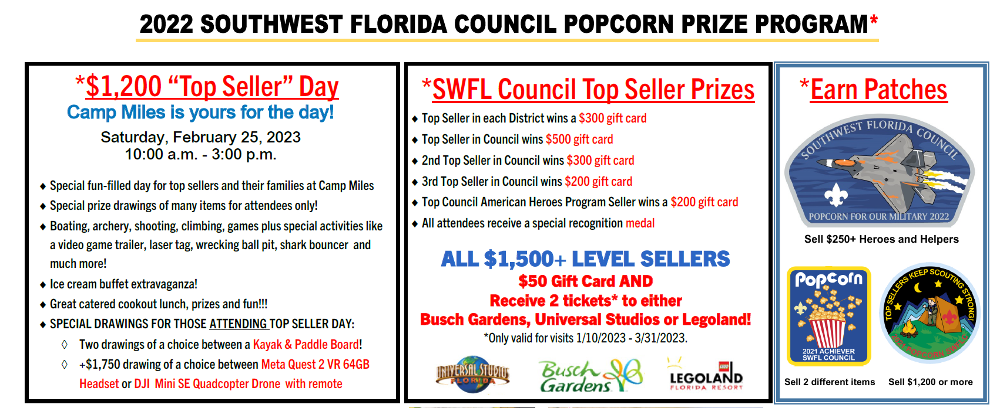 2022 SOUTHWEST FLORIDA COUNCIL POPCORN PRIZE PROGRAM*
*$1,200 “Top Seller” Day
Camp Miles is yours for the day!
Saturday, February 25, 2023
10:00 a.m. - 3:00 p.m.
♦ Special fun-filled day for top sellers and their families at Camp Miles
♦ Special prize drawings of many items for attendees only!
♦ Boating, archery, shooting, climbing, games plus special activities like
a video game trailer, laser tag, wrecking ball pit, shark bouncer and
much more!
♦ Ice cream buffet extravaganza!
♦ Great catered cookout lunch, prizes and fun!!!
♦ SPECIAL DRAWINGS FOR THOSE ATTENDING TOP SELLER DAY:
◊ Two drawings of a choice between a Kayak & Paddle Board!
◊ +$1,750 drawing of a choice between Meta Quest 2 VR 64GB
Headset or DJI Mini SE Quadcopter Drone with remote
*SWFL Council Top Seller Prizes
♦ Top Seller in each District wins a $300 gift card
♦ Top Seller in Council wins $500 gift card
♦ 2nd Top Seller in Council wins $300 gift card
♦ 3rd Top Seller in Council wins $200 gift card
♦ Top Council American Heroes Program Seller wins a $200 gift card
♦ All attendees receive a special recognition medal
ALL $1,500+ LEVEL SELLERS
$50 Gift Card AND
Receive 2 tickets* to either
Busch Gardens, Universal Studios or Legoland!
*Only valid for visits 1/10/2023 - 3/31/2023.
UNIVERSAL STUDIOS
FLORIDA
Busch
Gardens
LEGO
LEGOLAND
FLORIDA RESORT
*Earn Patches
SOUTHWEST FLORIDA COUNCIL
POPCORN FOR OUR MILITARY 2022
Sell $250+ Heroes and Helpers
Popcorn
2021 ACHIEVER
SWFL COUNCIL
Sell 2 different items
TOP SELLERS KEEP SCOUTING STRONG!
2021 POPCORN SWFLC
Sell $1,200 or more